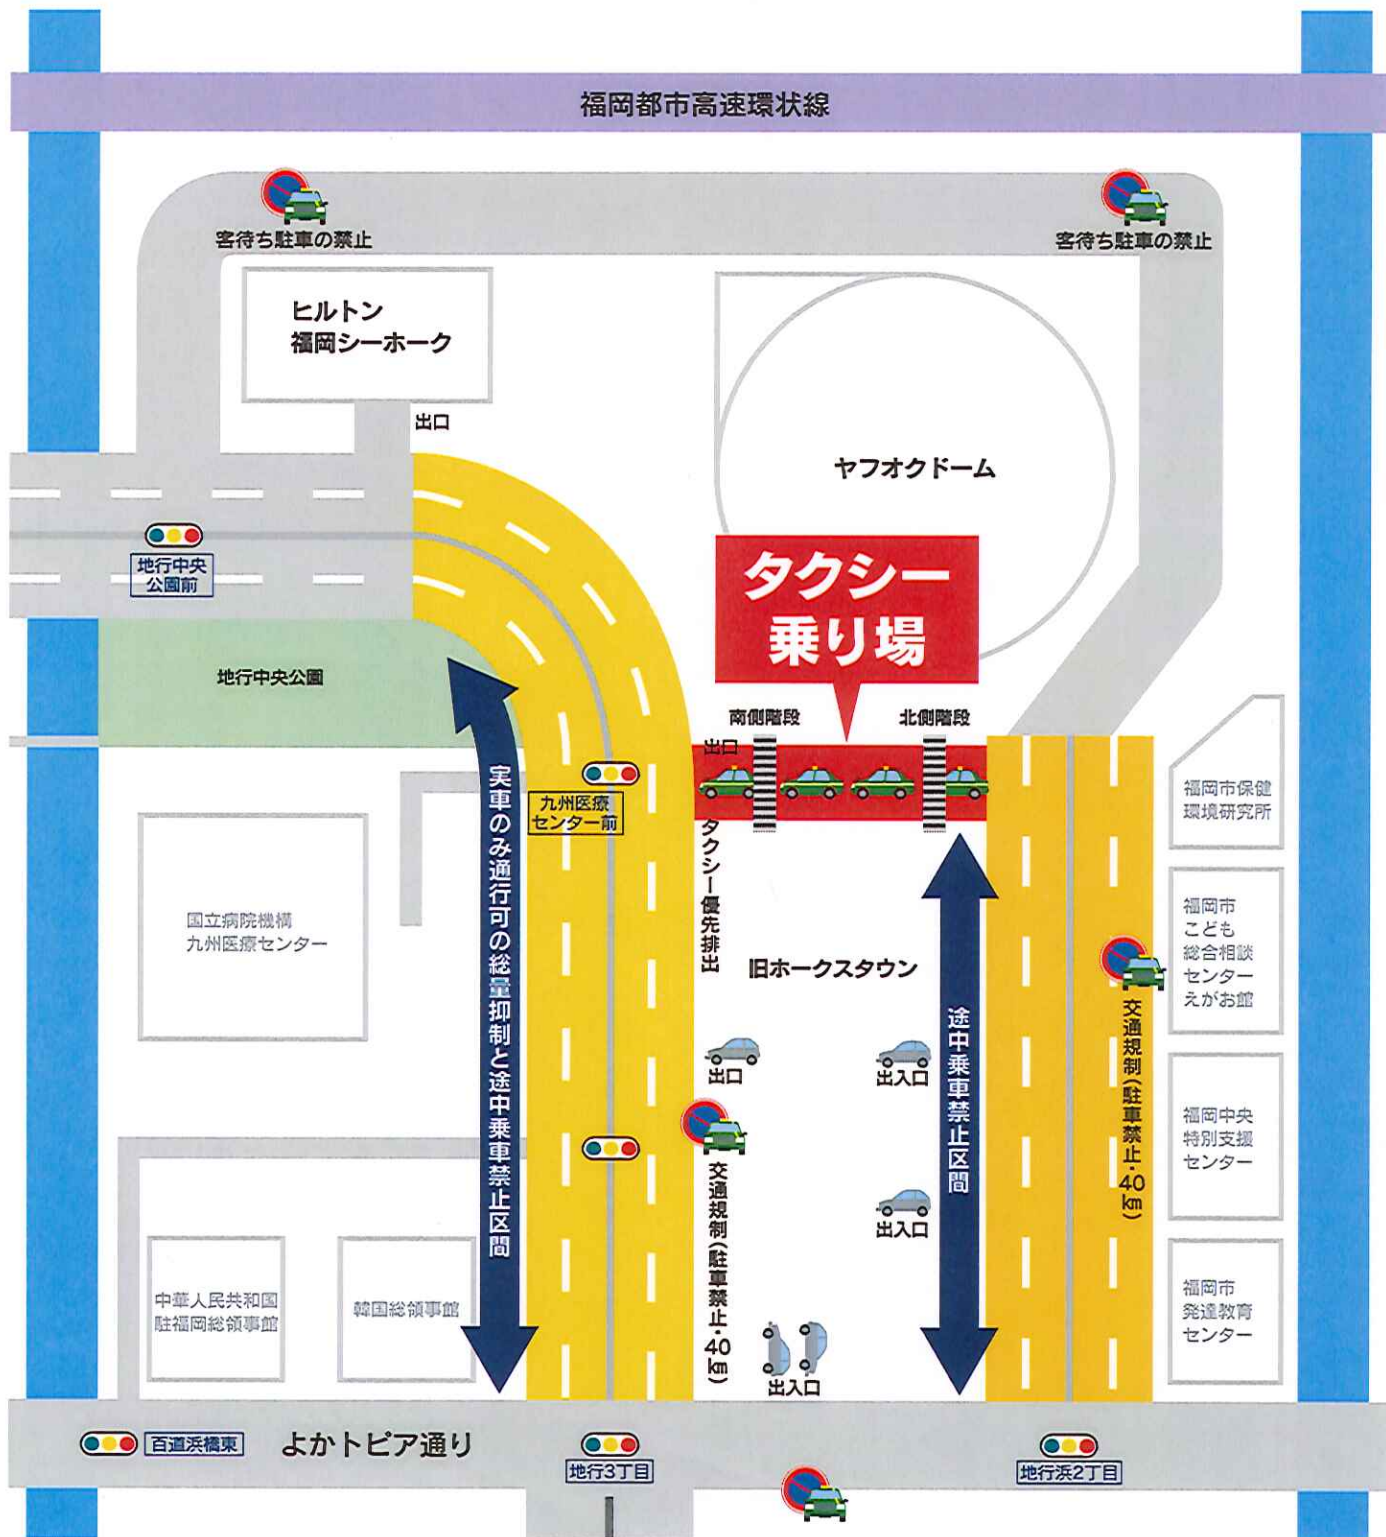 福岡都市高速環状線
客待ち駐車の禁止
客待ち駐車の禁止
ヒルトン
福岡シーホーク
出口
ヤフオクドーム
地行中央
公園前
タクシー
乗り場
地行中央公園
南側階段
北側階段
出口
九州医療
センター前
実車のみ通行可の総量抑制と途中乗車禁止区間
タクシー優先排出
福岡市保健
環境研究所
国立病院機構
九州医療センター
旧ホークスタウン
福岡市
こども
総合相談
センター
えがお館
途中乗車禁止区間
交通規制(駐車禁止・40km)
出口
出入口
福岡中央
特別支援
センター
交通規制(駐車禁止・40km)
出入口
中華人民共和国
駐福岡総領事館
韓国総領事館
福岡市
発達教育
センター
出入口
百道浜橋東
よかトピア通り
地行3丁目
地行浜2丁目